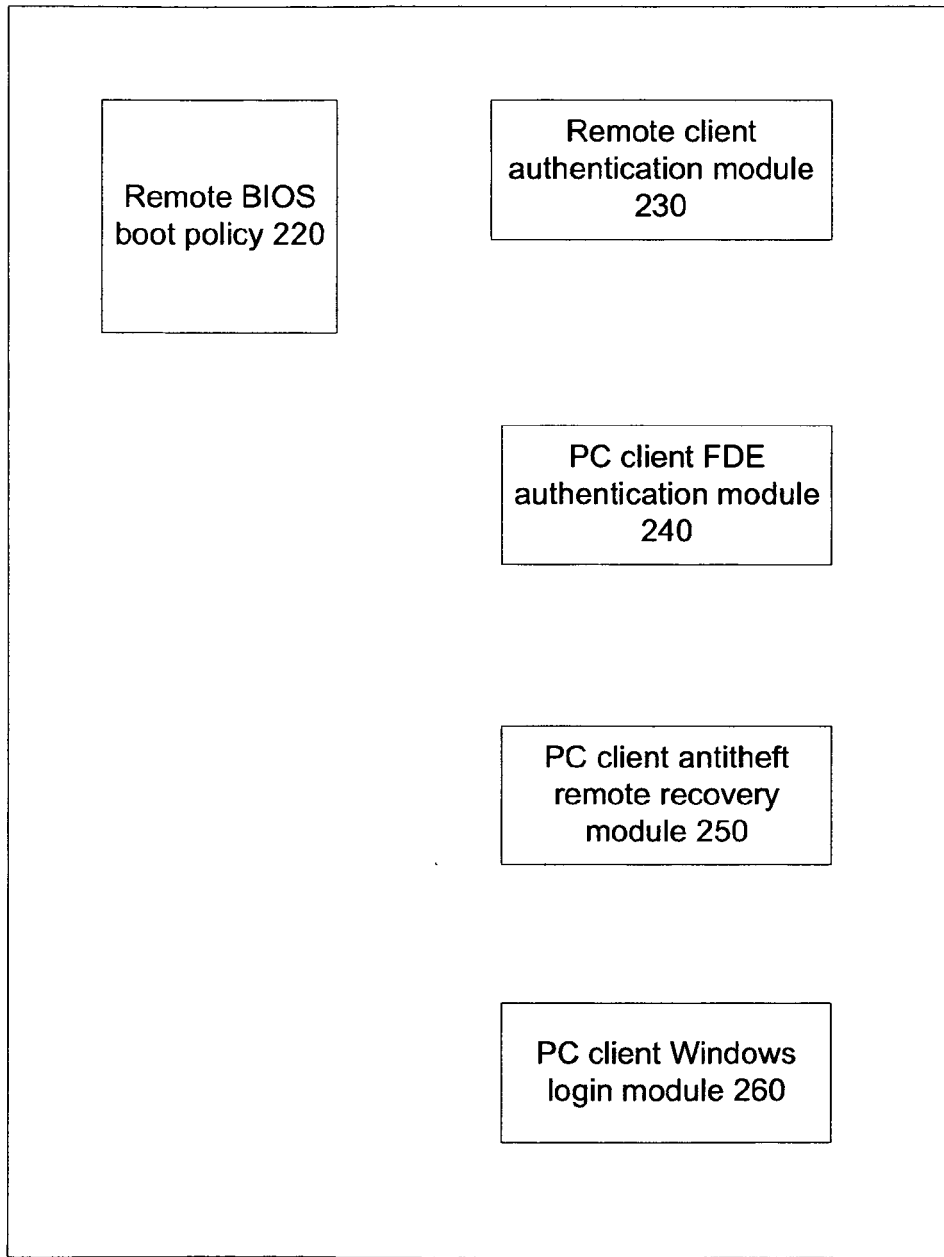 Remote BIOS
boot policy 220
Remote client
authentication module
230
PC client FDE
authentication module
240
PC client antitheft
remote recovery
module 250
PC client Windows
login module 260